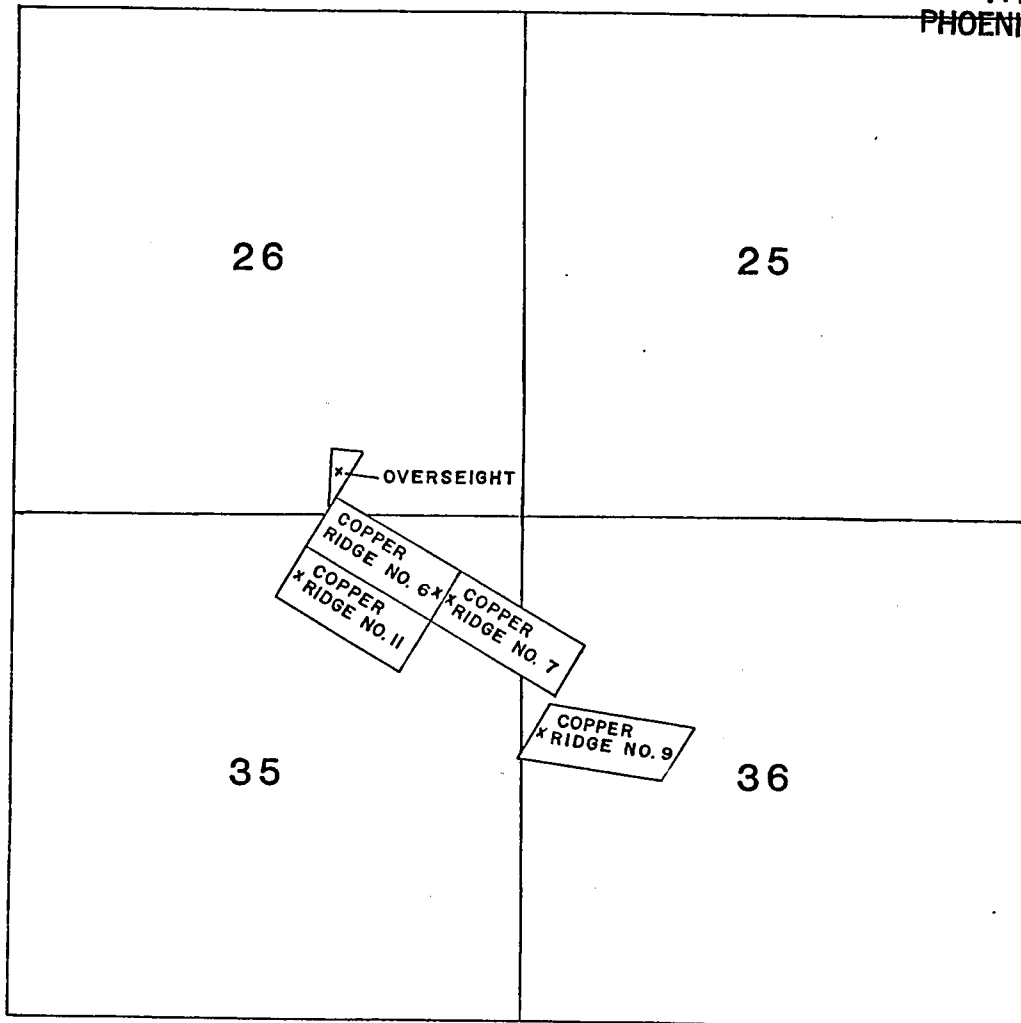 26
25
x
OVERSEIGHT
COPPER
RIDGE NO. 6 x
x COPPER
RIDGE NO. 11
x COPPER
RIDGE NO. 7
COPPER
x RIDGE NO. 9
35
36